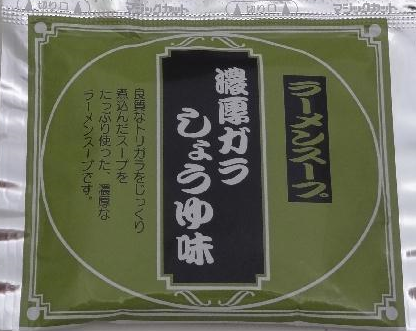 切り口
マジックカット
切り口
マジックカット
ラーメンスープ
濃厚ガラ
しょうゆ味
良質なトリガラをじっくり
煮込んだスープを
たっぷり使った、濃厚な
ラーメンスープです。